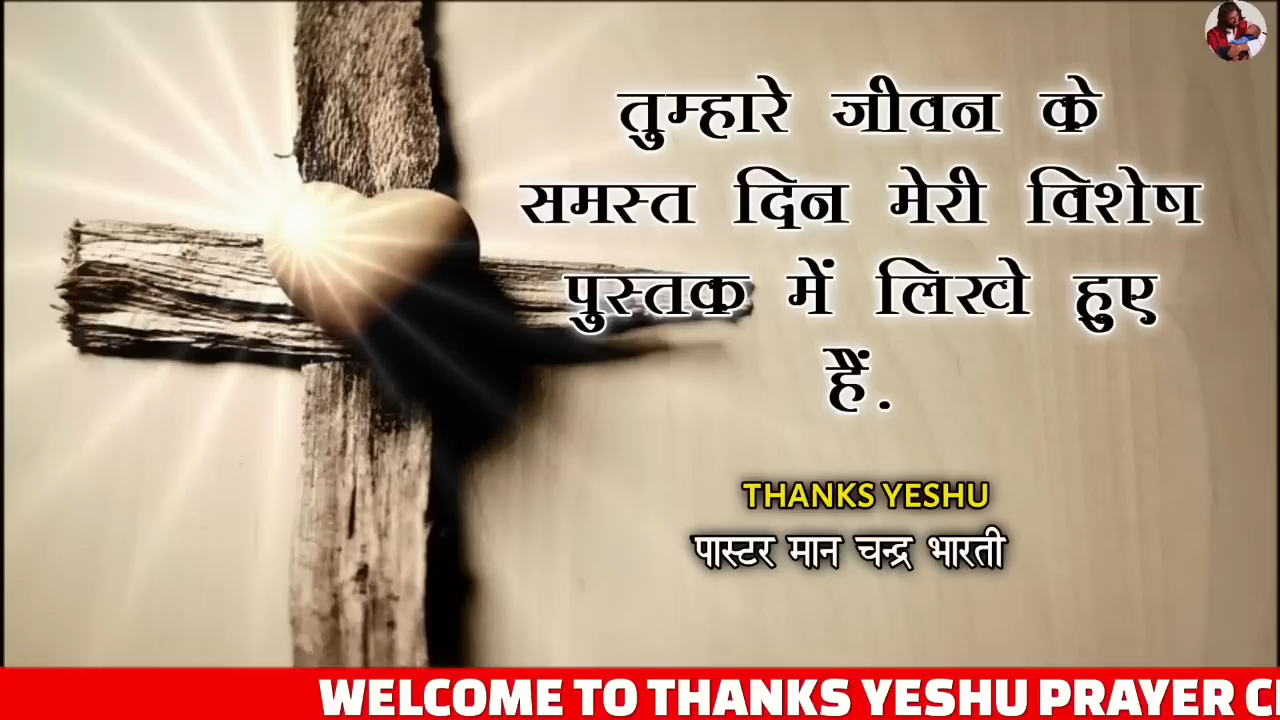 तुम्हारे जीवन के
समस्त दिन मेरी विशेष
पुस्तक में लिखे हुए
हैं.
THANKS YESHU
पास्टर मान चन्द्र भारती
WELCOME TO THANKS YESHU PRAYER